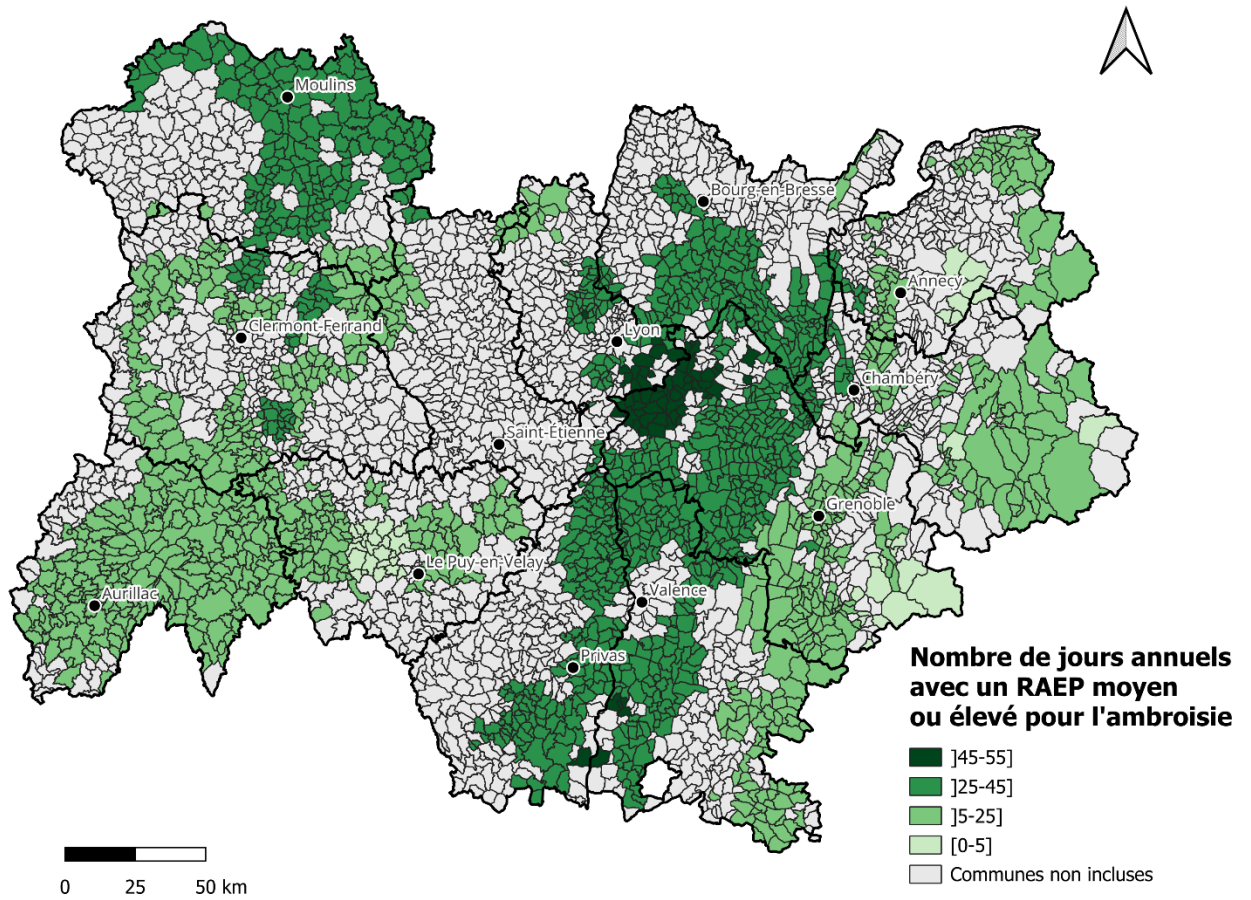 Moulins
Bourg-en-Bresse
Annecy
Clermont-Ferrand
Lyon
Chambéry
Saint-Étienne
Grenoble
Le Puy-en-Velay
Aurillac
Valence
Privas
Nombre de jours annuels
avec un RAEP moyen
ou élevé pour l'ambroisie
]45-55]
]25-45]
]5-25]
[0-5]
Communes non incluses
0 25 50 km